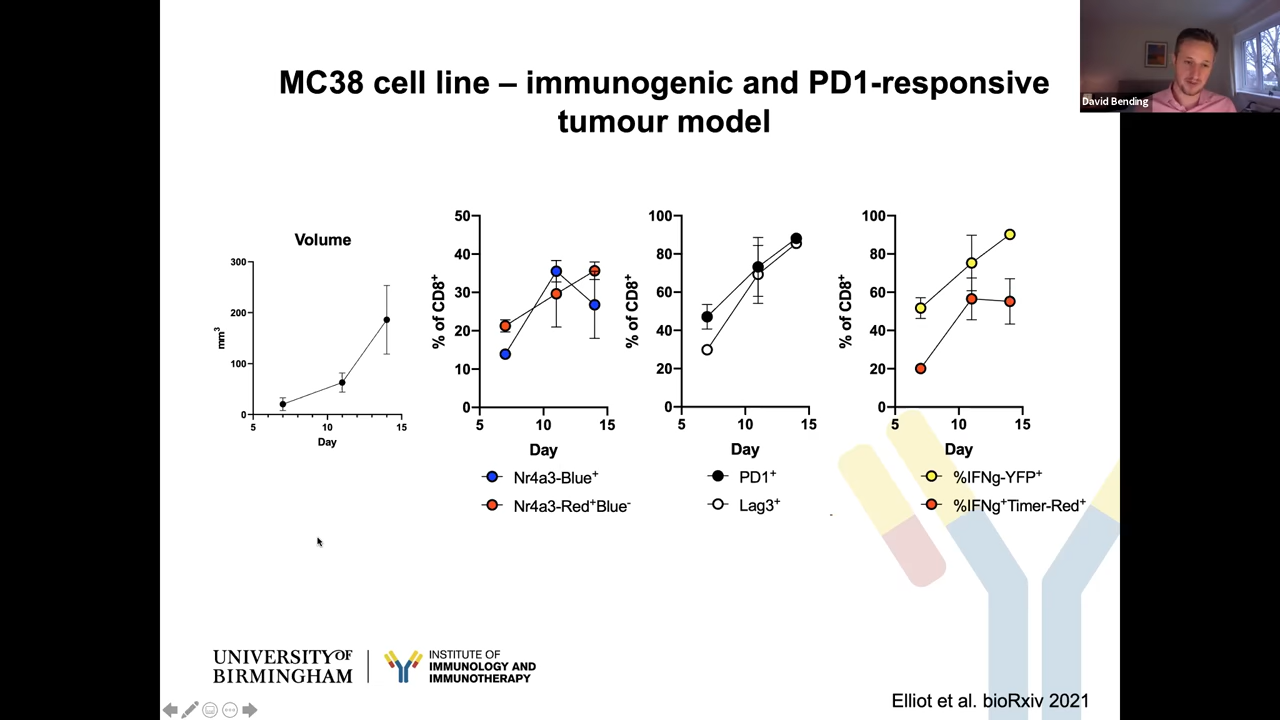 David Bending
MC38 cell line – immunogenic and PD1-responsive
tumour model
Volume
300
200
100
0
mm³
5
10
15
Day
50
40
30
20
10
0
% of CD8⁺
5
10
15
Day
Nr4a3-Blue⁺
Nr4a3-Red⁺Blue⁻
100
80
60
40
20
0
% of CD8⁺
5
10
15
Day
PD1⁺
Lag3⁺
100
80
60
40
20
0
% of CD8⁺
5
10
15
Day
%IFNg-YFP⁺
%IFNg⁺Timer-Red⁺
UNIVERSITY OF
BIRMINGHAM
INSTITUTE OF
IMMUNOLOGY AND
IMMUNOTHERAPY
Elliot et al. bioRxiv 2021